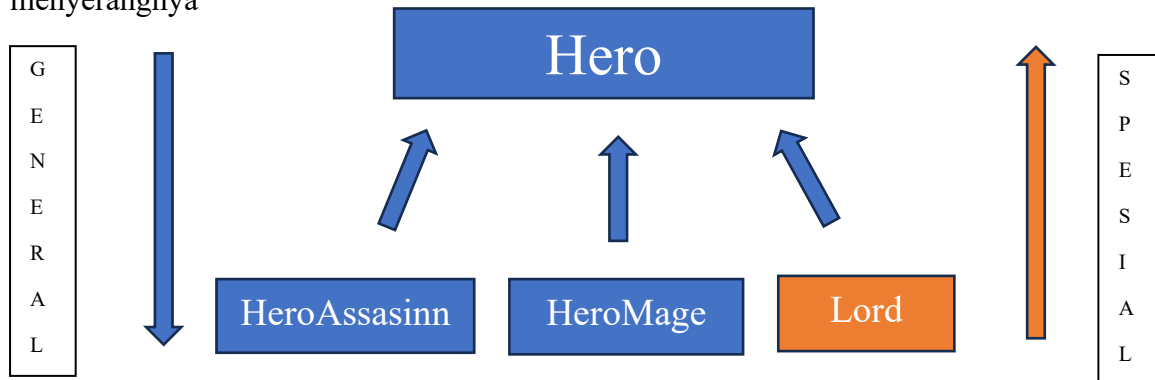 menyerangnya
Hero
G
E
N
E
R
A
L
S
P
E
S
I
A
L
HeroAssasinn
HeroMage
Lord